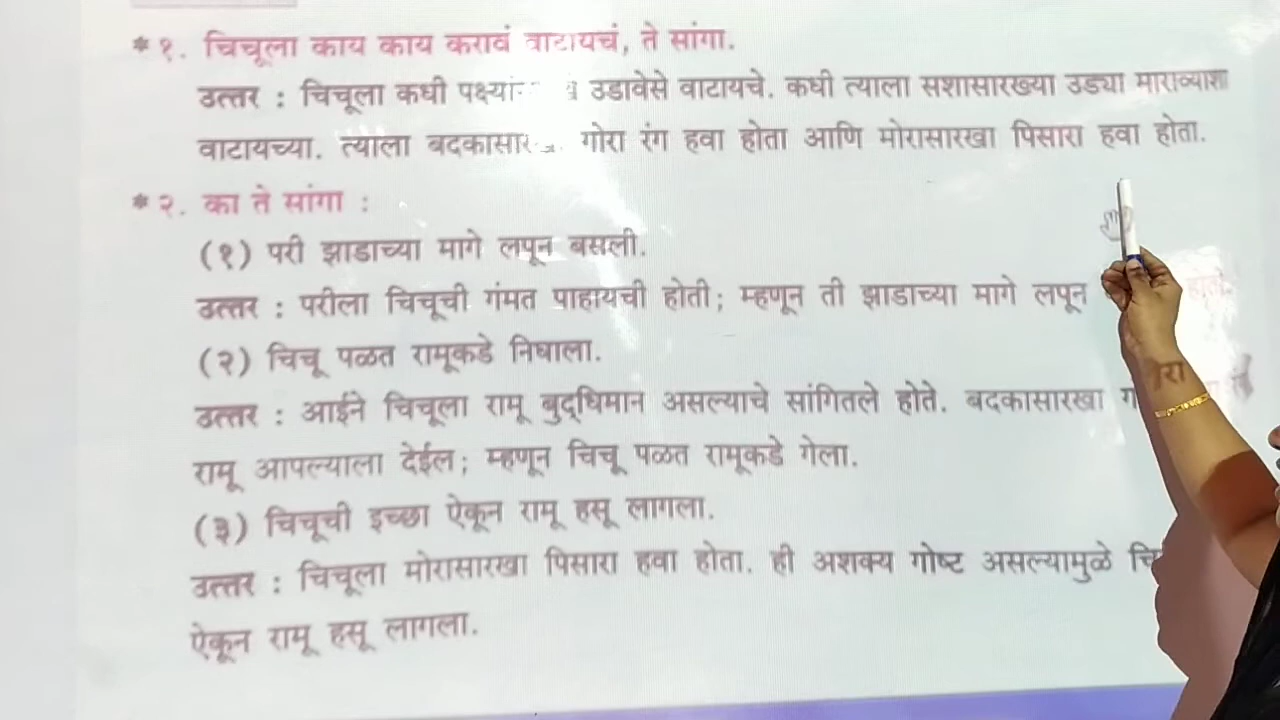 * १. चिचूला काय काय करावं वाटायचं, ते सांगा.
उत्तर : चिचूला कधी उडावेसे वाटायचे. कधी त्याला सशासारख्या उड्या माराव्याशा
वाटायच्या. त्याला गोरा रंग हवा होता आणि मोरासारखा पिसारा हवा होता.
* २. का ते सांगा :
(१) परी झाडाच्या मागे लपून बसली.
उत्तर : परीला चिचूची गंमत पाहायची होती; म्हणून ती झाडाच्या मागे लपून
(२) चिचू पळत रामूकडे निघाला.
उत्तर : आईने चिचूला रामू बुद्धिमान असल्याचे सांगितले होते. बदकासारखा
रामू आपल्याला देईल; म्हणून चिचू पळत रामूकडे गेला.
(३) चिचूची इच्छा ऐकून रामू हसू लागला.
उत्तर : चिचूला मोरासारखा पिसारा हवा होता. ही अशक्य गोष्ट असल्यामुळे
ऐकून रामू हसू लागला.